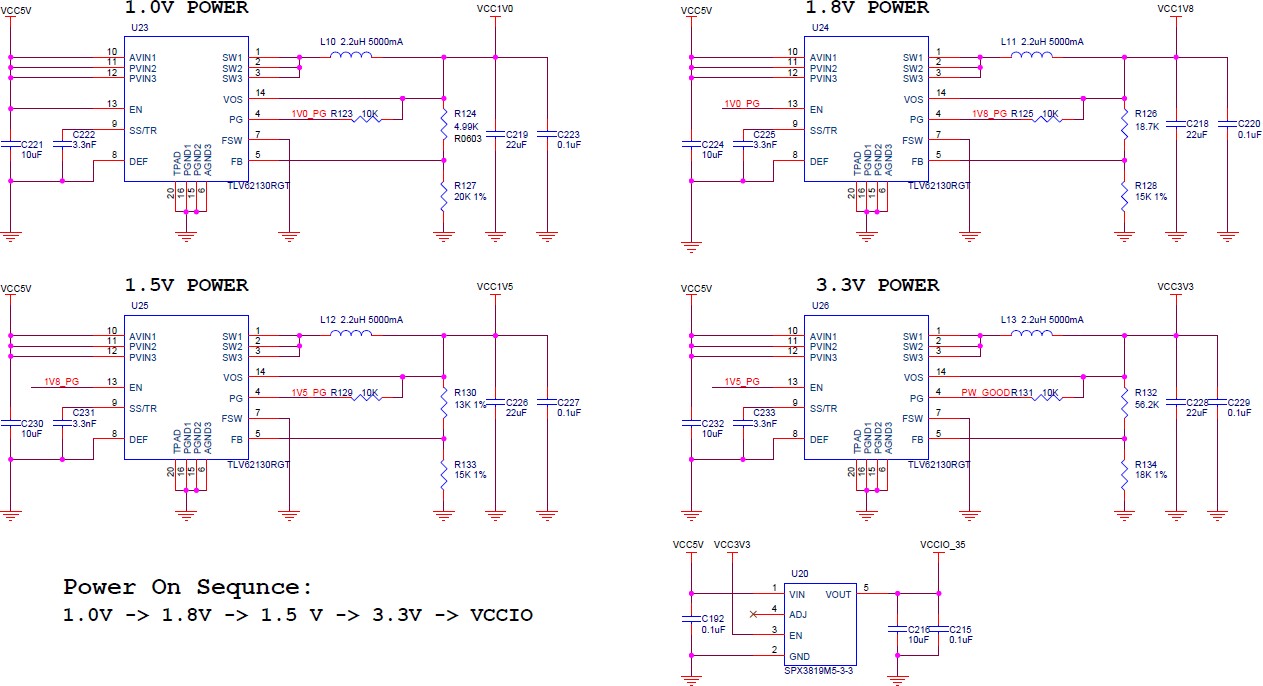 1.0V POWER
VCC5V
VCC1V0
U23
L10 2.2uH 5000mA
10 AVIN1
11 PVIN2
12 PVIN3
13 EN
9 SS/TR
8 DEF
SW1 1
SW2 2
SW3 3
VOS 14
PG 4
FSW 7
FB 5
1V0_PG R123 10K
TPAD PGND1 PGND2 AGND3
20 16 15 6
TLV62130RGT
C221
10uF
C222
3.3nF
R124
4.99K
R0603
R127
20K 1%
C219
22uF
C223
0.1uF
1.8V POWER
VCC5V
VCC1V8
U24
L11 2.2uH 5000mA
10 AVIN1
11 PVIN2
12 PVIN3
1V0_PG 13 EN
9 SS/TR
8 DEF
SW1 1
SW2 2
SW3 3
VOS 14
PG 4
FSW 7
FB 5
1V8_PG R125 10K
TPAD PGND1 PGND2 AGND3
20 16 15 6
TLV62130RGT
C224
10uF
C225
3.3nF
R126
18.7K
R128
15K 1%
C218
22uF
C220
0.1uF
1.5V POWER
VCC5V
VCC1V5
U25
L12 2.2uH 5000mA
10 AVIN1
11 PVIN2
12 PVIN3
1V8_PG 13 EN
9 SS/TR
8 DEF
SW1 1
SW2 2
SW3 3
VOS 14
PG 4
FSW 7
FB 5
1V5_PG R129 10K
TPAD PGND1 PGND2 AGND3
20 16 15 6
TLV62130RGT
C230
10uF
C231
3.3nF
R130
13K 1%
R133
15K 1%
C226
22uF
C227
0.1uF
3.3V POWER
VCC5V
VCC3V3
U26
L13 2.2uH 5000mA
10 AVIN1
11 PVIN2
12 PVIN3
1V5_PG 13 EN
9 SS/TR
8 DEF
SW1 1
SW2 2
SW3 3
VOS 14
PG 4
FSW 7
FB 5
PW_GOOD R131 10K
TPAD PGND1 PGND2 AGND3
20 16 15 6
TLV62130RGT
C232
10uF
C233
3.3nF
R132
56.2K
R134
18K 1%
C228
22uF
C229
0.1uF
Power On Sequnce:
1.0V -> 1.8V -> 1.5 V -> 3.3V -> VCCIO
VCC5V VCC3V3
VCCIO_35
U20
1 VIN VOUT 5
4 ADJ
3 EN
2 GND
SPX3819M5-3-3
C192
0.1uF
C216
10uF
C215
0.1uF